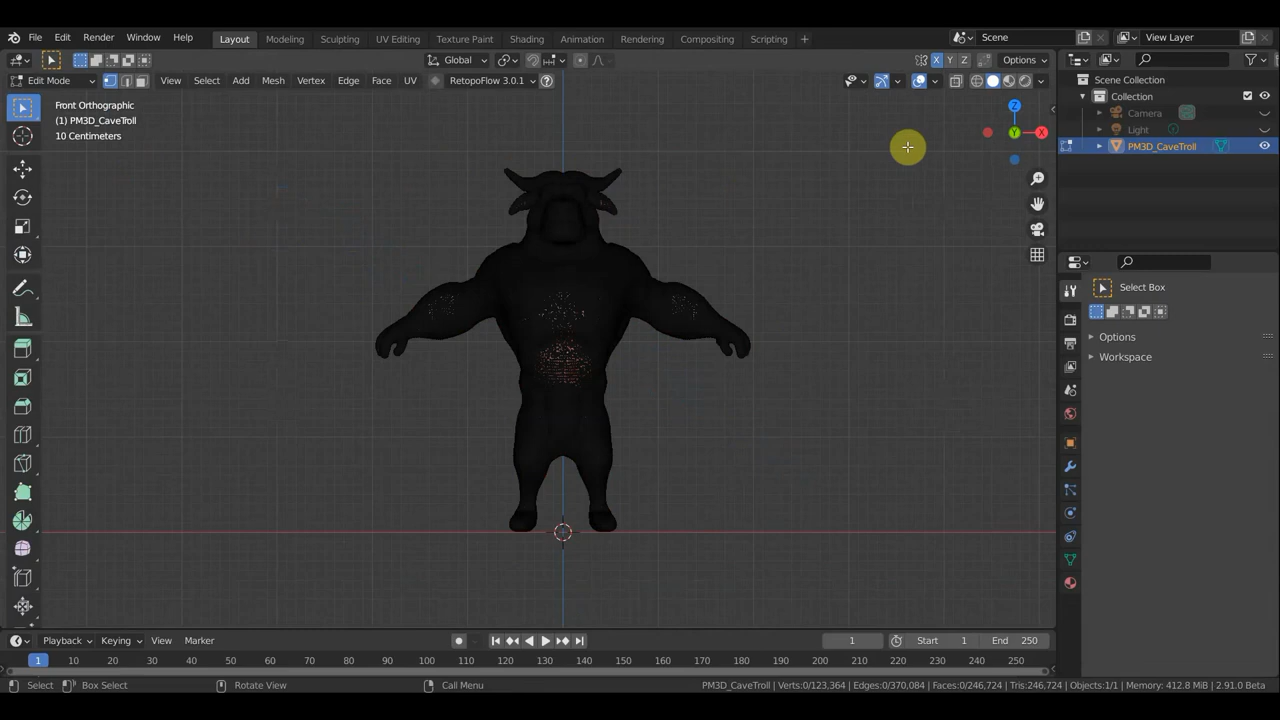 File Edit Render Window Help Layout Modeling Sculpting UV Editing Texture Paint Shading Animation Rendering Compositing Scripting + Scene View Layer
Global Options
Edit Mode View Select Add Mesh Vertex Edge Face UV RetopoFlow 3.0.1
Scene Collection
Collection
Camera
Light
PM3D_CaveTroll
Front Orthographic
(1) PM3D_CaveTroll
10 Centimeters
Z
Y
X
X Y Z
Select Box
Options
Workspace
Playback Keying View Marker 1 Start 1 End 250
1 10 20 30 40 50 60 70 80 90 100 110 120 130 140 150 160 170 180 190 200 210 220 230 240 250
Select Box Select Rotate View Call Menu PM3D_CaveTroll | Verts:0/123,364 | Edges:0/370,084 | Faces:0/246,724 | Tris:246,724 | Objects:1/1 | Memory: 412.8 MiB | 2.91.0 Beta